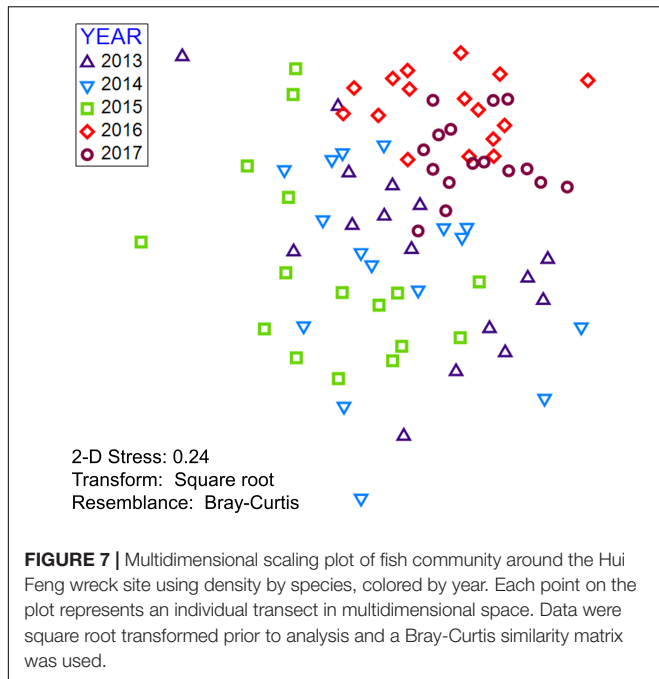 YEAR
2013
2014
2015
2016
2017
2-D Stress: 0.24
Transform: Square root
Resemblance: Bray-Curtis
FIGURE 7 | Multidimensional scaling plot of fish community around the Hui
Feng wreck site using density by species, colored by year. Each point on the
plot represents an individual transect in multidimensional space. Data were
square root transformed prior to analysis and a Bray-Curtis similarity matrix
was used.